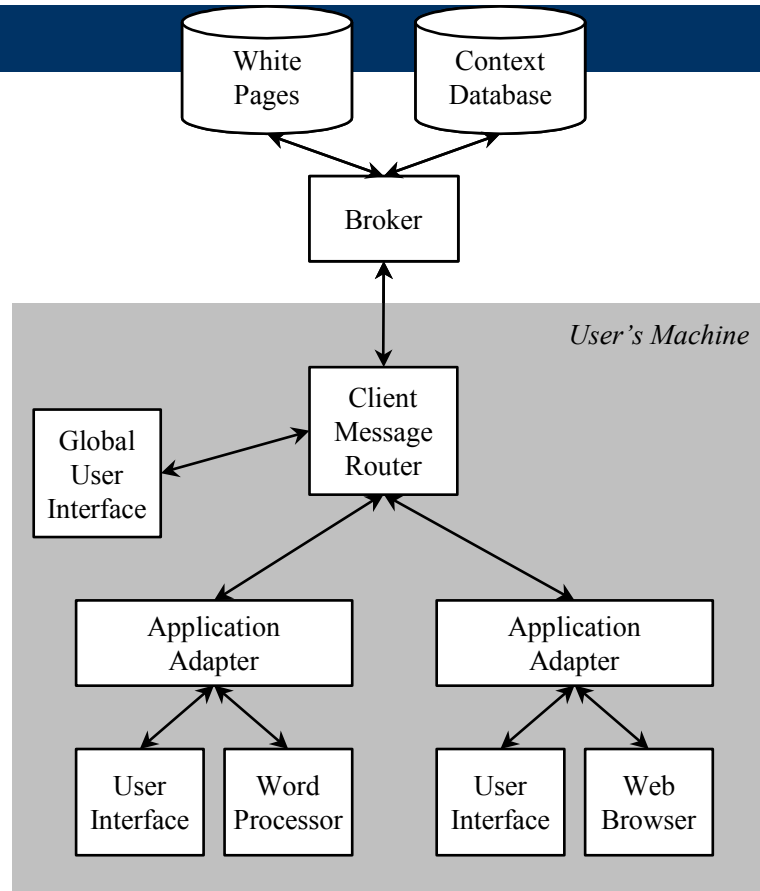 White
Pages
Context
Database
Broker
User’s Machine
Client
Message
Router
Global
User
Interface
Application
Adapter
Application
Adapter
User
Interface
Word
Processor
User
Interface
Web
Browser